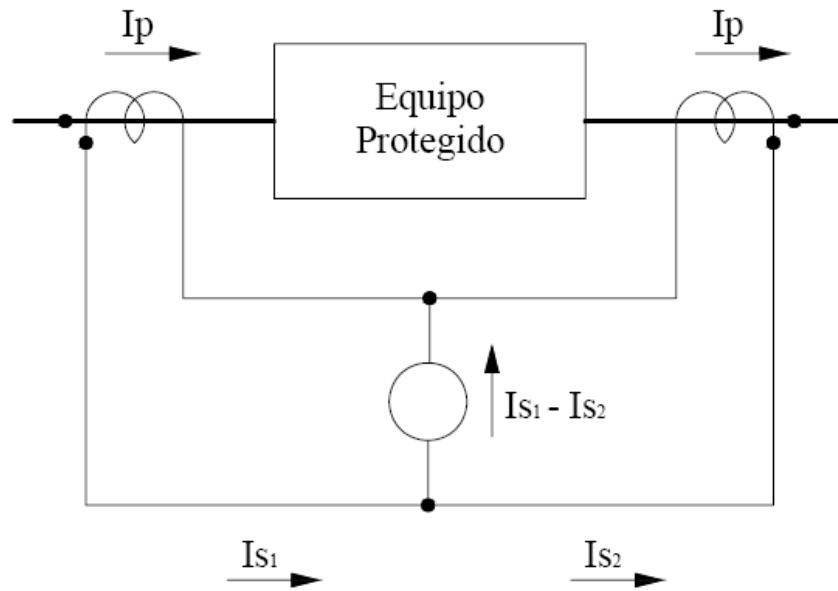 Ip
Ip
Equipo
Protegido
Is₁ - Is₂
Is₁
Is₂